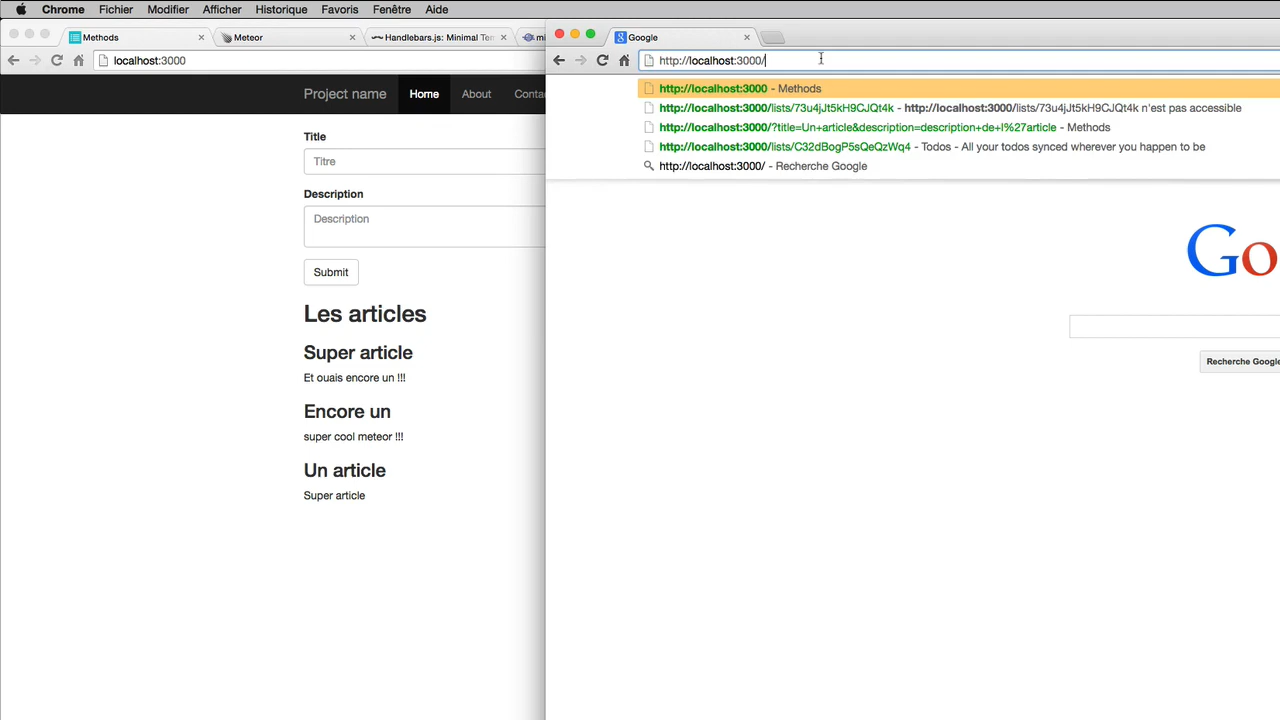 Chrome Fichier Modifier Afficher Historique Favoris Fenêtre Aide
Methods Meteor Handlebars.js: Minimal Tem mi
localhost:3000
Project name Home About Conta
Title
Titre
Description
Description
Submit
Les articles
Super article
Et ouais encore un !!!
Encore un
super cool meteor !!!
Un article
Super article
Google
http://localhost:3000/
http://localhost:3000 - Methods
http://localhost:3000/lists/73u4jJt5kH9CJQt4k - http://localhost:3000/lists/73u4jJt5kH9CJQt4k n'est pas accessible
http://localhost:3000/?title=Un+article&description=description+de+l%27article - Methods
http://localhost:3000/lists/C32dBogP5sQeQzWq4 - Todos - All your todos synced wherever you happen to be
http://localhost:3000/ - Recherche Google
Go
Recherche Google